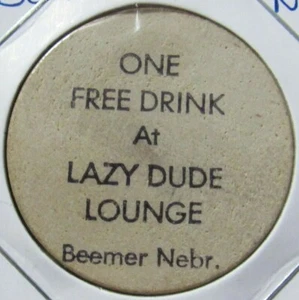 ONE
FREE DRINK
At
LAZY DUDE
LOUNGE
Beemer Nebr.